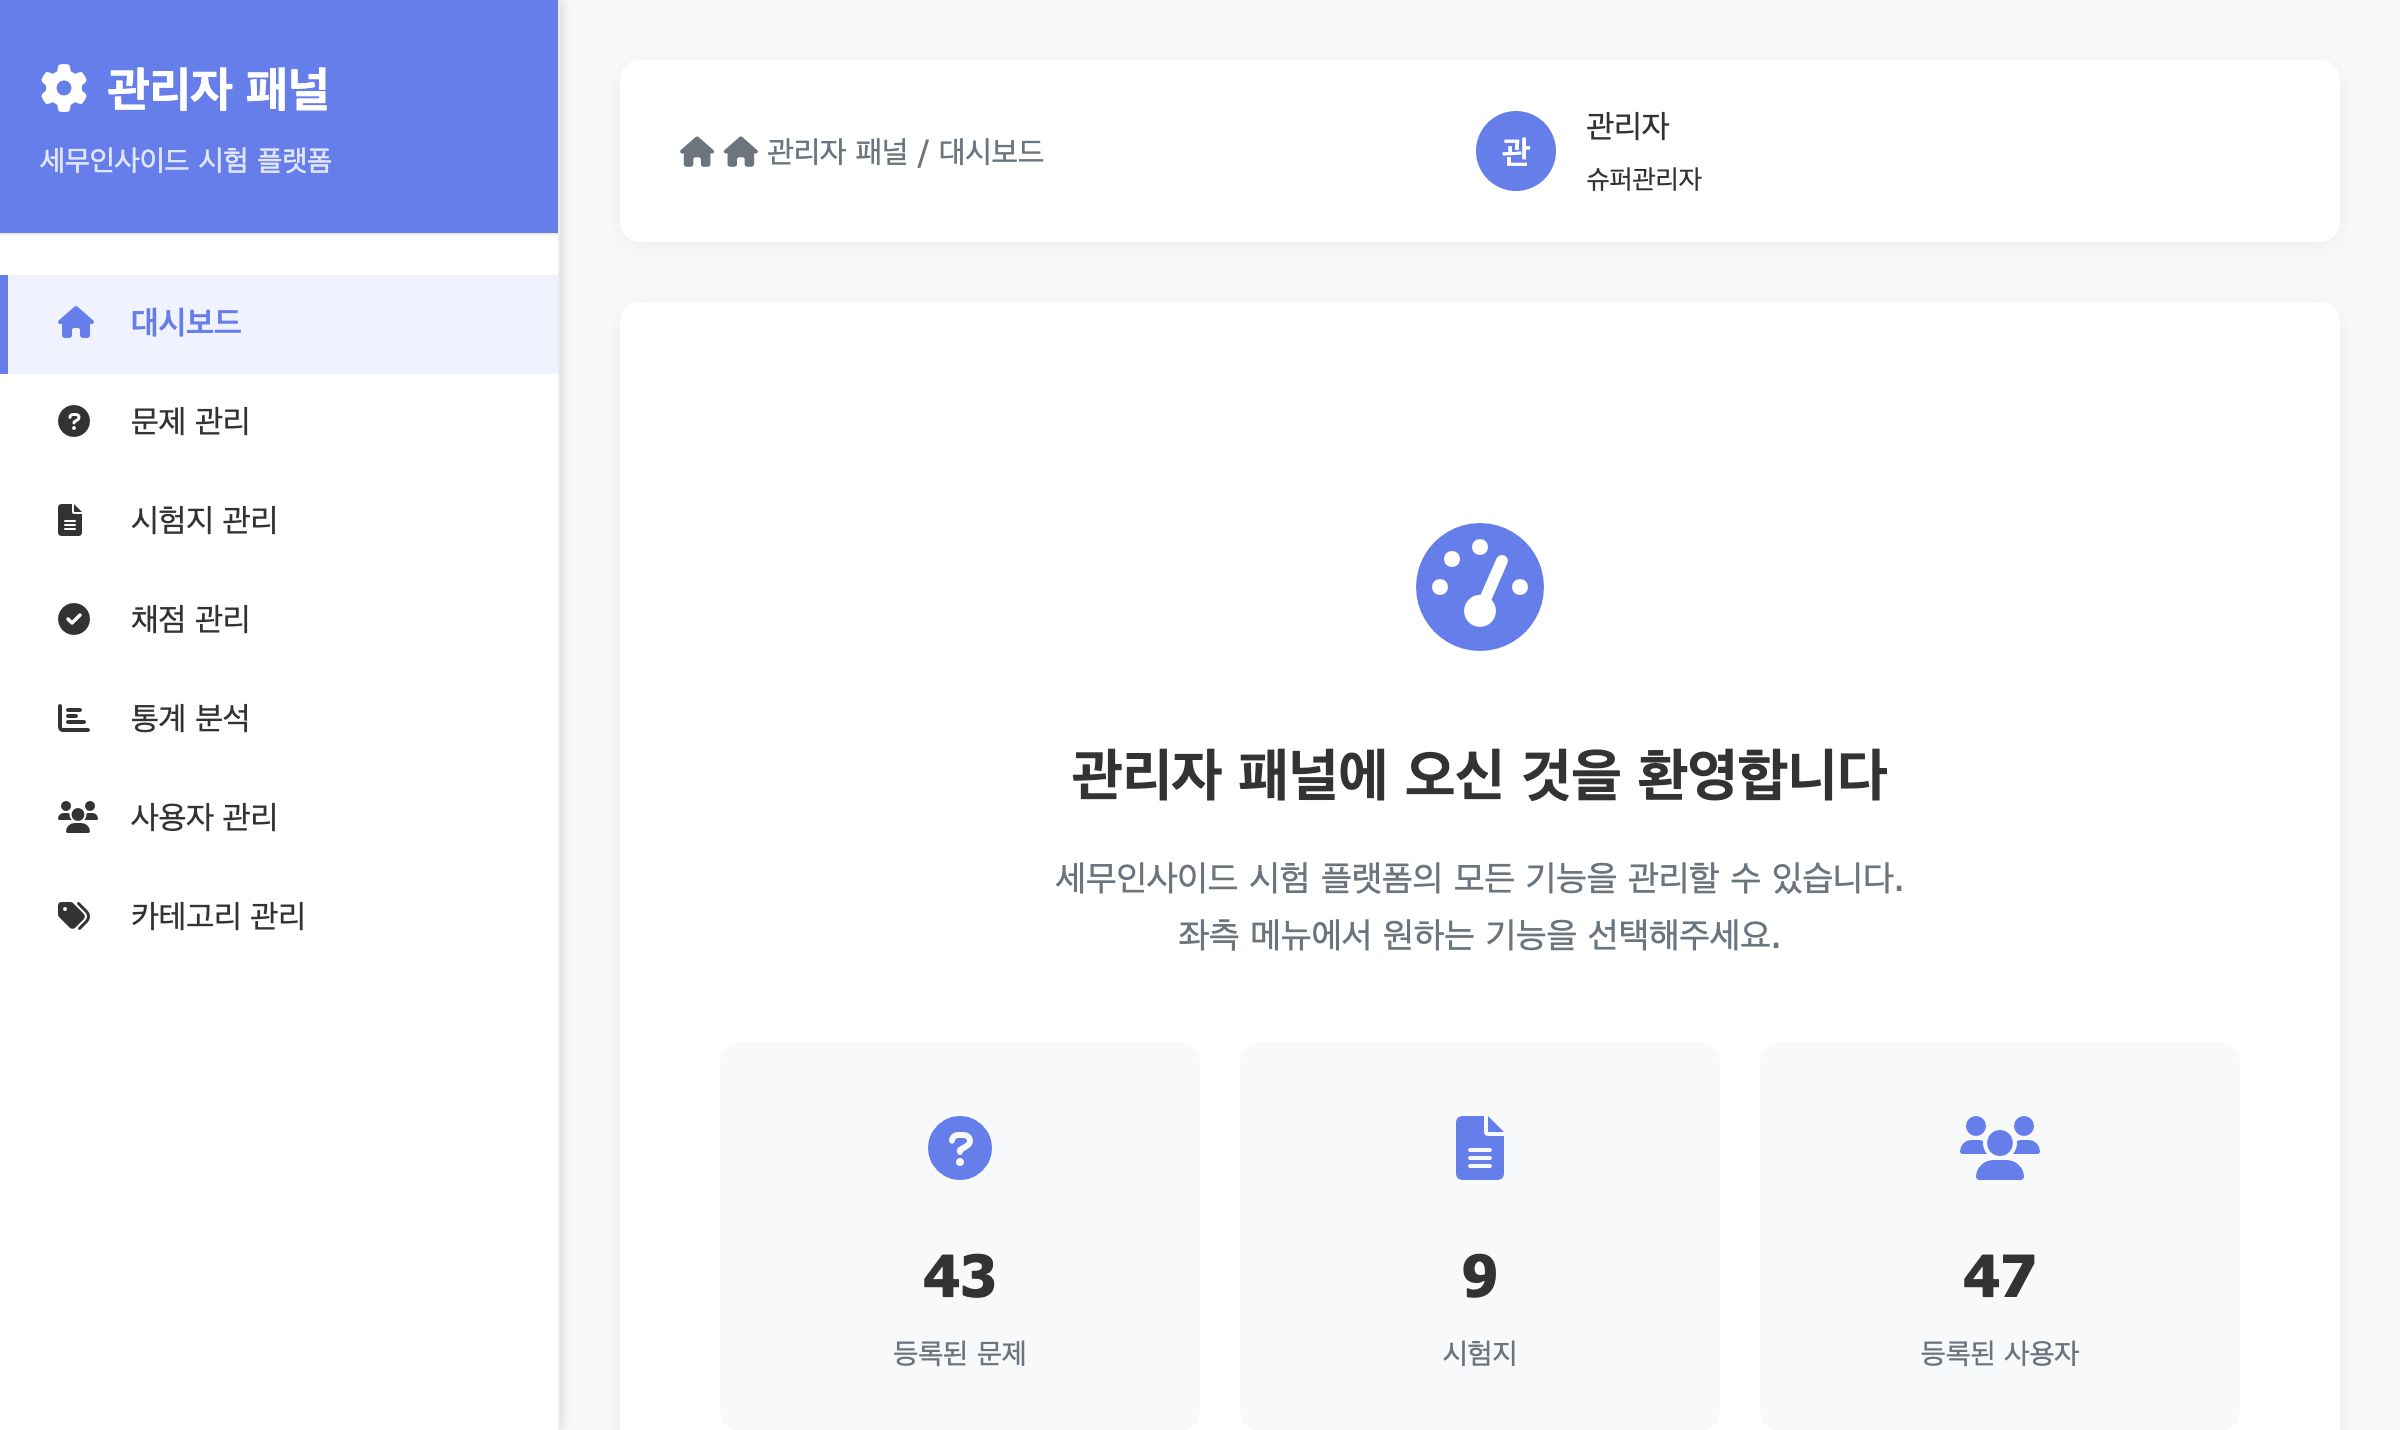 관리자 패널
세무인사이드 시험 플랫폼
대시보드
문제 관리
시험지 관리
채점 관리
통계 분석
사용자 관리
카테고리 관리
관리자 패널 / 대시보드
관
관리자
슈퍼관리자
관리자 패널에 오신 것을 환영합니다
세무인사이드 시험 플랫폼의 모든 기능을 관리할 수 있습니다.
좌측 메뉴에서 원하는 기능을 선택해주세요.
43
등록된 문제
9
시험지
47
등록된 사용자